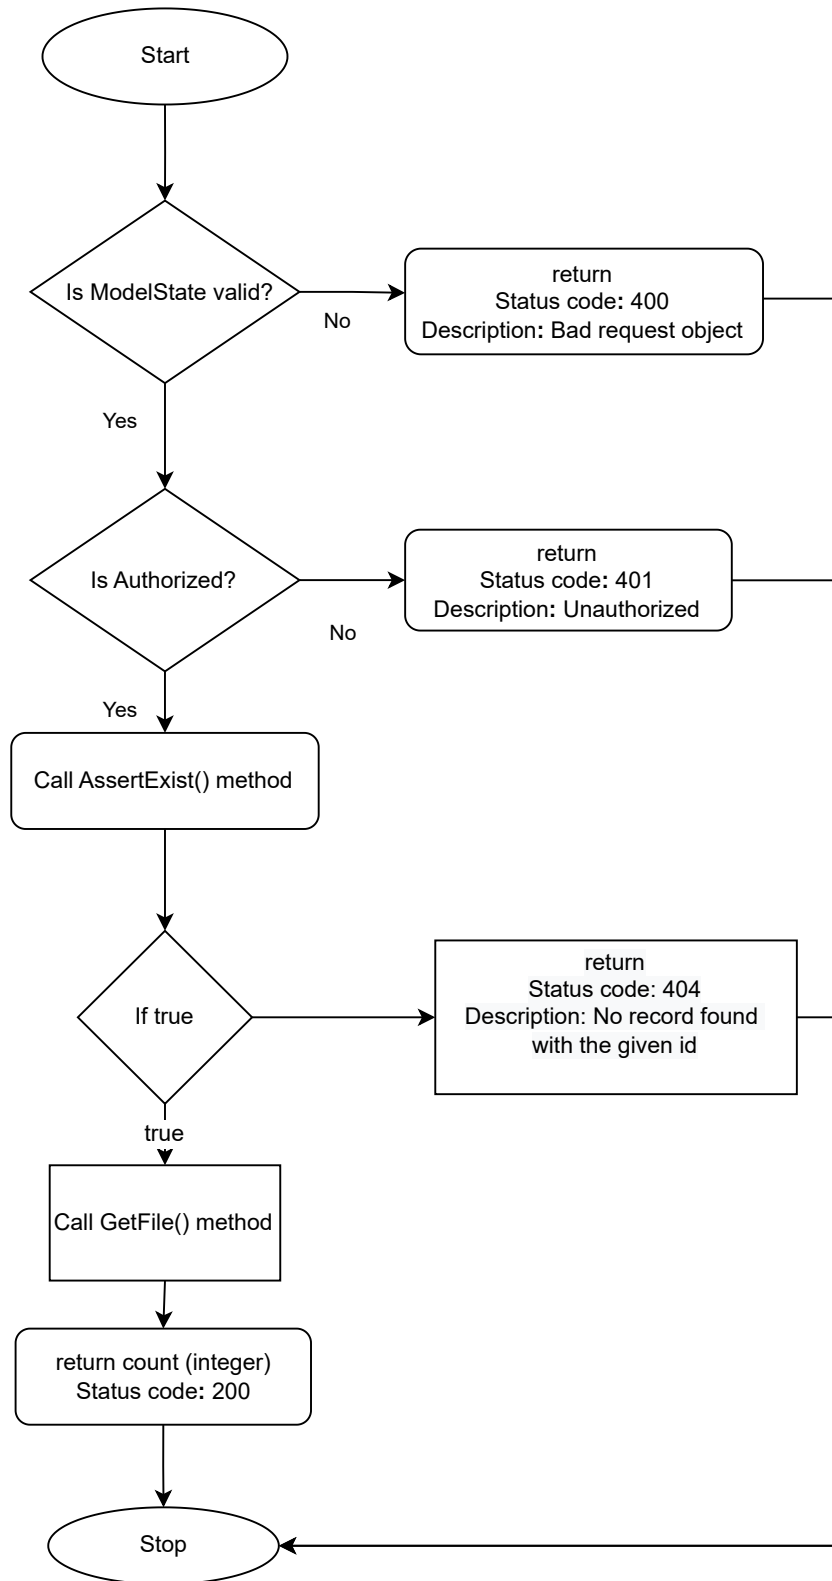 Start
Is ModelState valid?
No
return
Status code: 400
Description: Bad request object
Yes
Is Authorized?
No
return
Status code: 401
Description: Unauthorized
Yes
Call AssertExist() method
If true
return
Status code: 404
Description: No record found
with the given id
true
Call GetFile() method
return count (integer)
Status code: 200
Stop